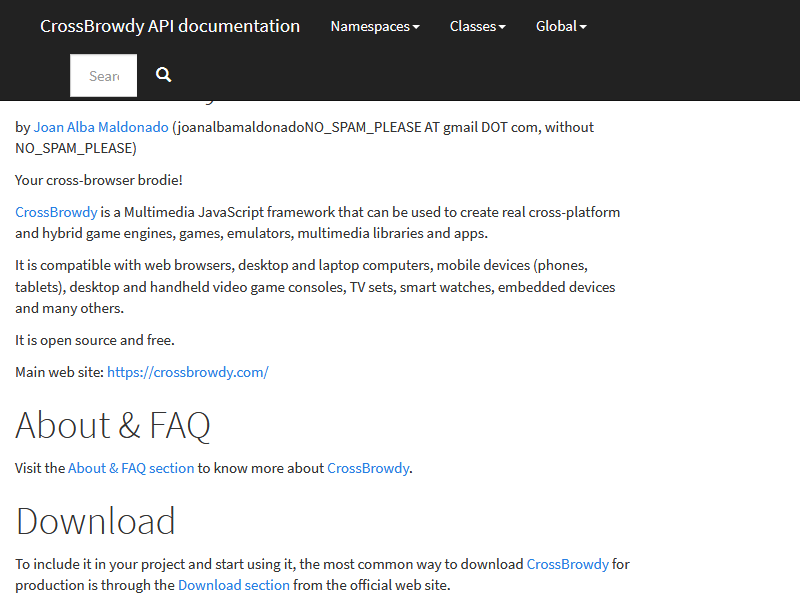 CrossBrowdy API documentation Namespaces Classes Global
Sear
by Joan Alba Maldonado (joanalbamaldonadoNO_SPAM_PLEASE AT gmail DOT com, without
NO_SPAM_PLEASE)
Your cross-browser brodie!
CrossBrowdy is a Multimedia JavaScript framework that can be used to create real cross-platform
and hybrid game engines, games, emulators, multimedia libraries and apps.
It is compatible with web browsers, desktop and laptop computers, mobile devices (phones,
tablets), desktop and handheld video game consoles, TV sets, smart watches, embedded devices
and many others.
It is open source and free.
Main web site: https://crossbrowdy.com/
About & FAQ
Visit the About & FAQ section to know more about CrossBrowdy.
Download
To include it in your project and start using it, the most common way to download CrossBrowdy for
production is through the Download section from the official web site.